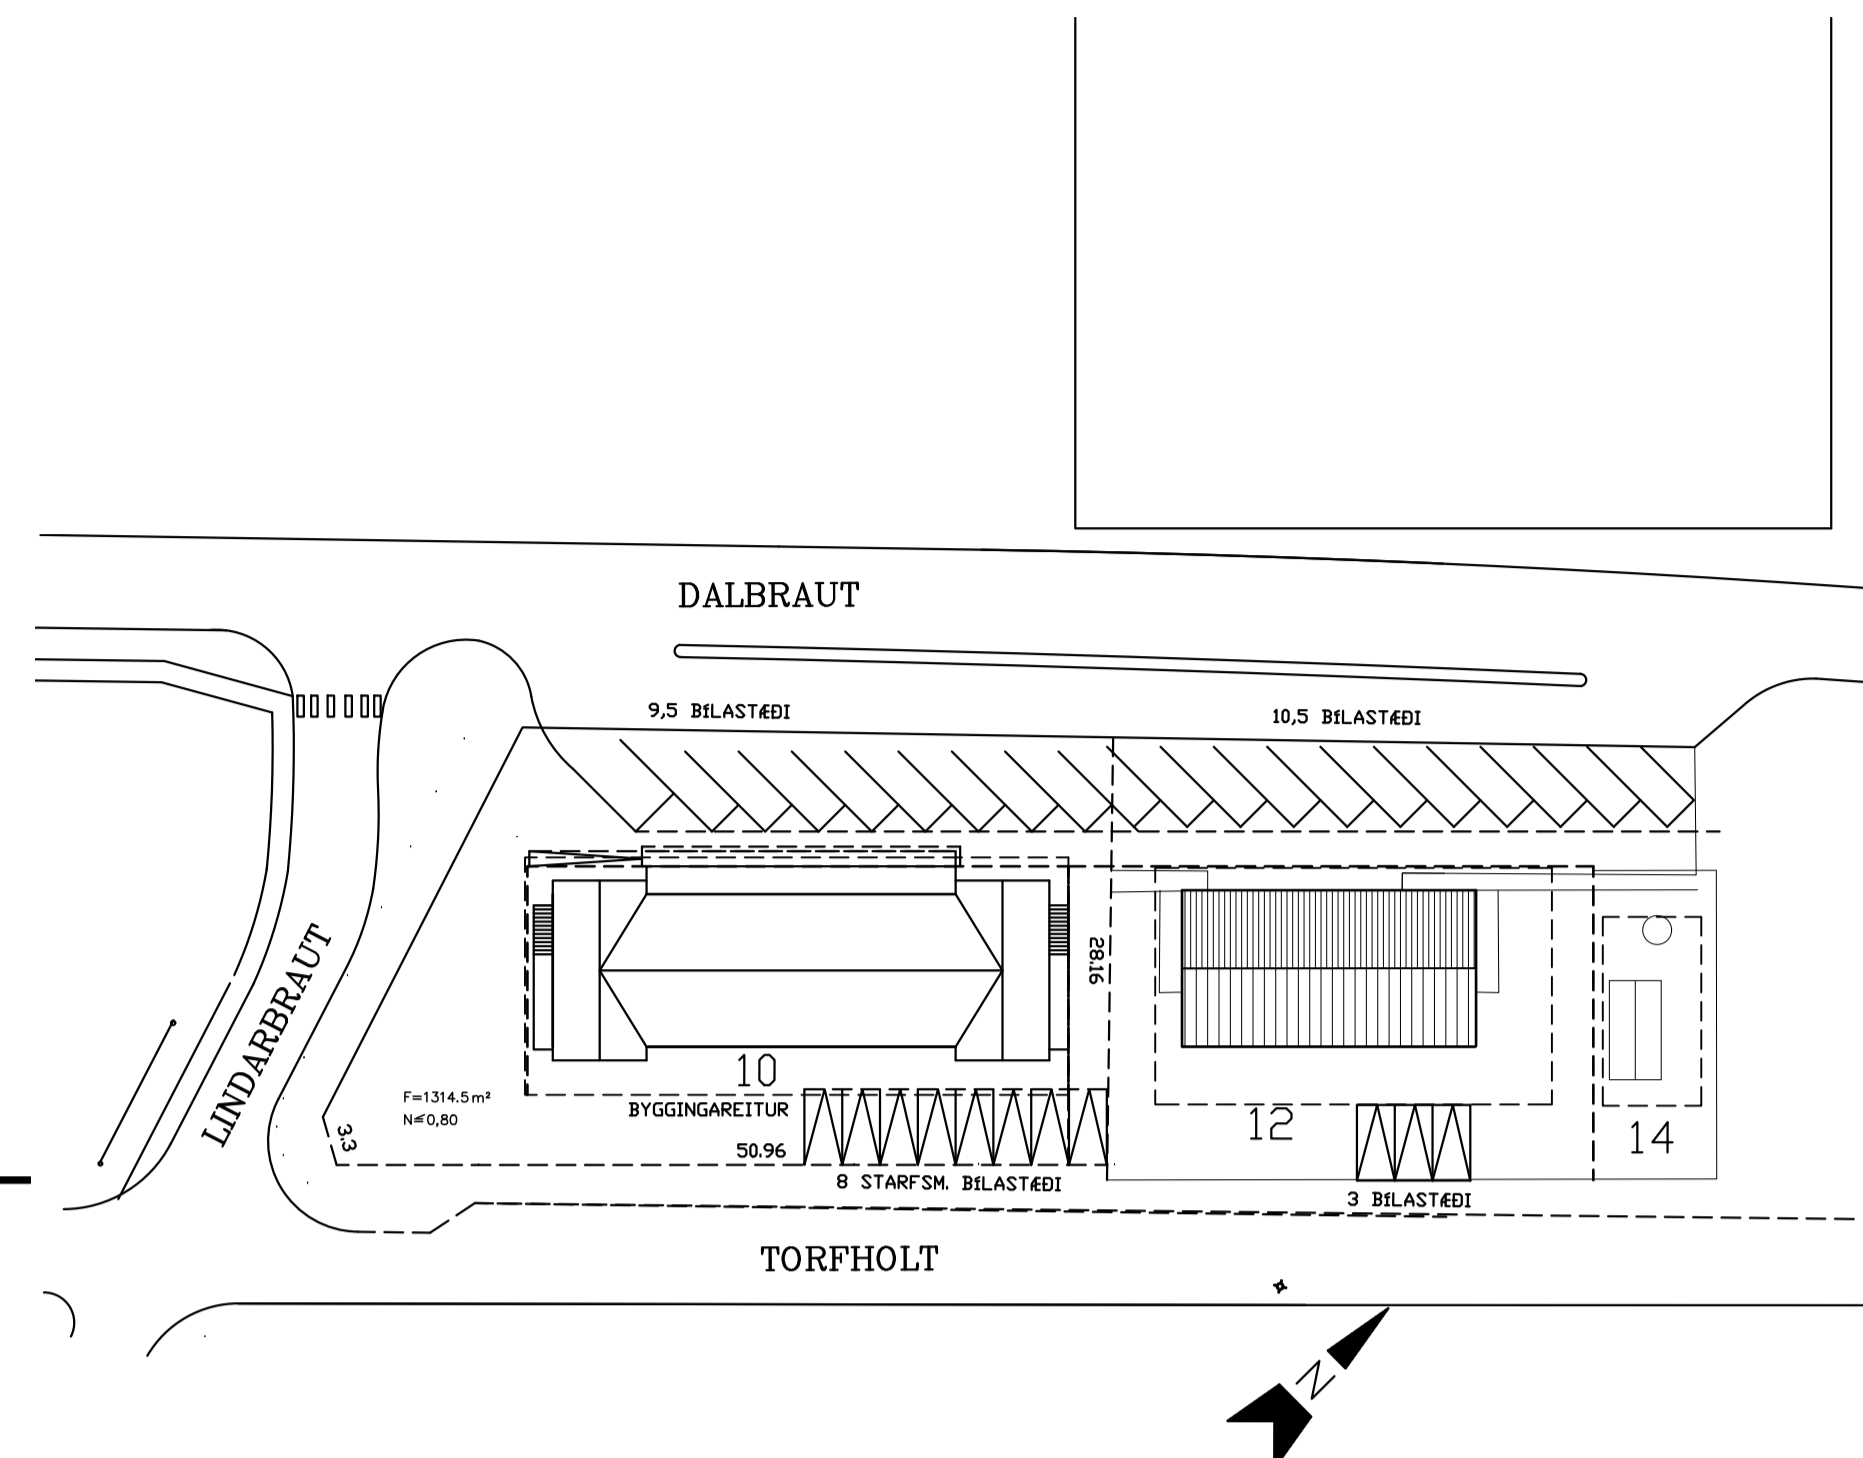 DALBRAUT
9,5 BÍLASTÆÐI
10,5 BÍLASTÆÐI
LINDARBRAUT
28.16
10
F=1314.5m²
N≤0,80
BYGGINGAREITUR
12
14
3.3
50.96
8 STARFSM. BÍLASTÆÐI
3 BÍLASTÆÐI
TORFHOLT
N